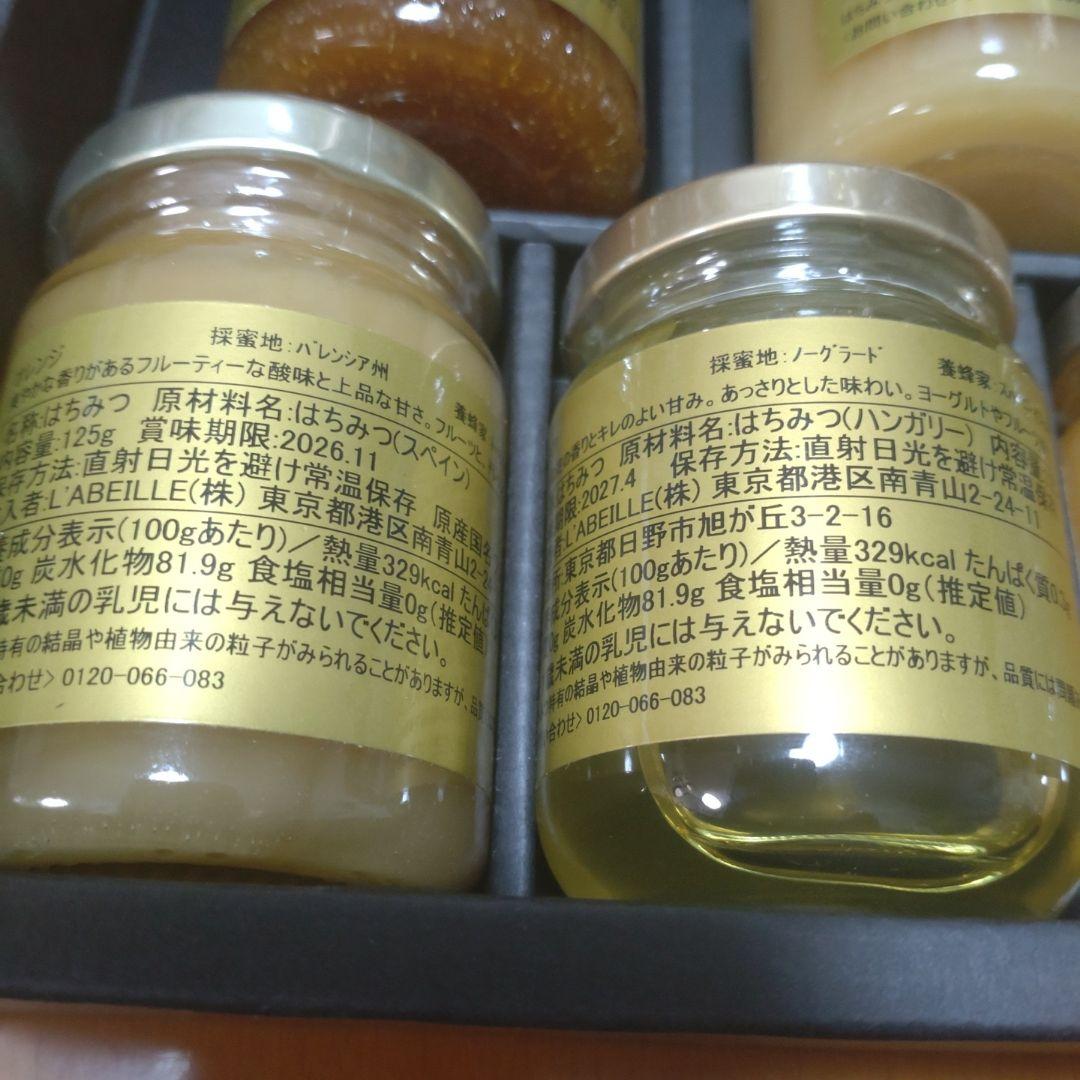 レンジ 採蜜地:バレンシア州 養蜂家
やかな香りがあるフルーティーな酸味と上品な甘さ。フルーツと
名称:はちみつ 原材料名:はちみつ(スペイン)
内容量:125g 賞味期限:2026.11
保存方法:直射日光を避け常温保存 原産国名
入者:L'ABEILLE(株) 東京都港区南青山2-24
成分表示(100gあたり)／熱量329kcal たんぱ
0g 炭水化物81.9g 食塩相当量0g(推定値
歳未満の乳児には与えないでください。
特有の結晶や植物由来の粒子がみられることがありますが、品質
合わせ> 0120-066-083
採蜜地:ノーグラード 養蜂家
の香りとキレのよい甘み。あっさりとした味わい。ヨーグルトやフルーツ
はちみつ 原材料名:はちみつ(ハンガリー) 内容量
期限:2027.4 保存方法:直射日光を避け常温
者:L'ABEILLE(株) 東京都港区南青山2-24-11
東京都日野市旭が丘3-2-16
成分表示(100gあたり)／熱量329kcal たんぱく質0.
g 炭水化物81.9g 食塩相当量0g(推定値)
歳未満の乳児には与えないでください。
特有の結晶や植物由来の粒子がみられることがありますが、品質には問題
合わせ> 0120-066-083